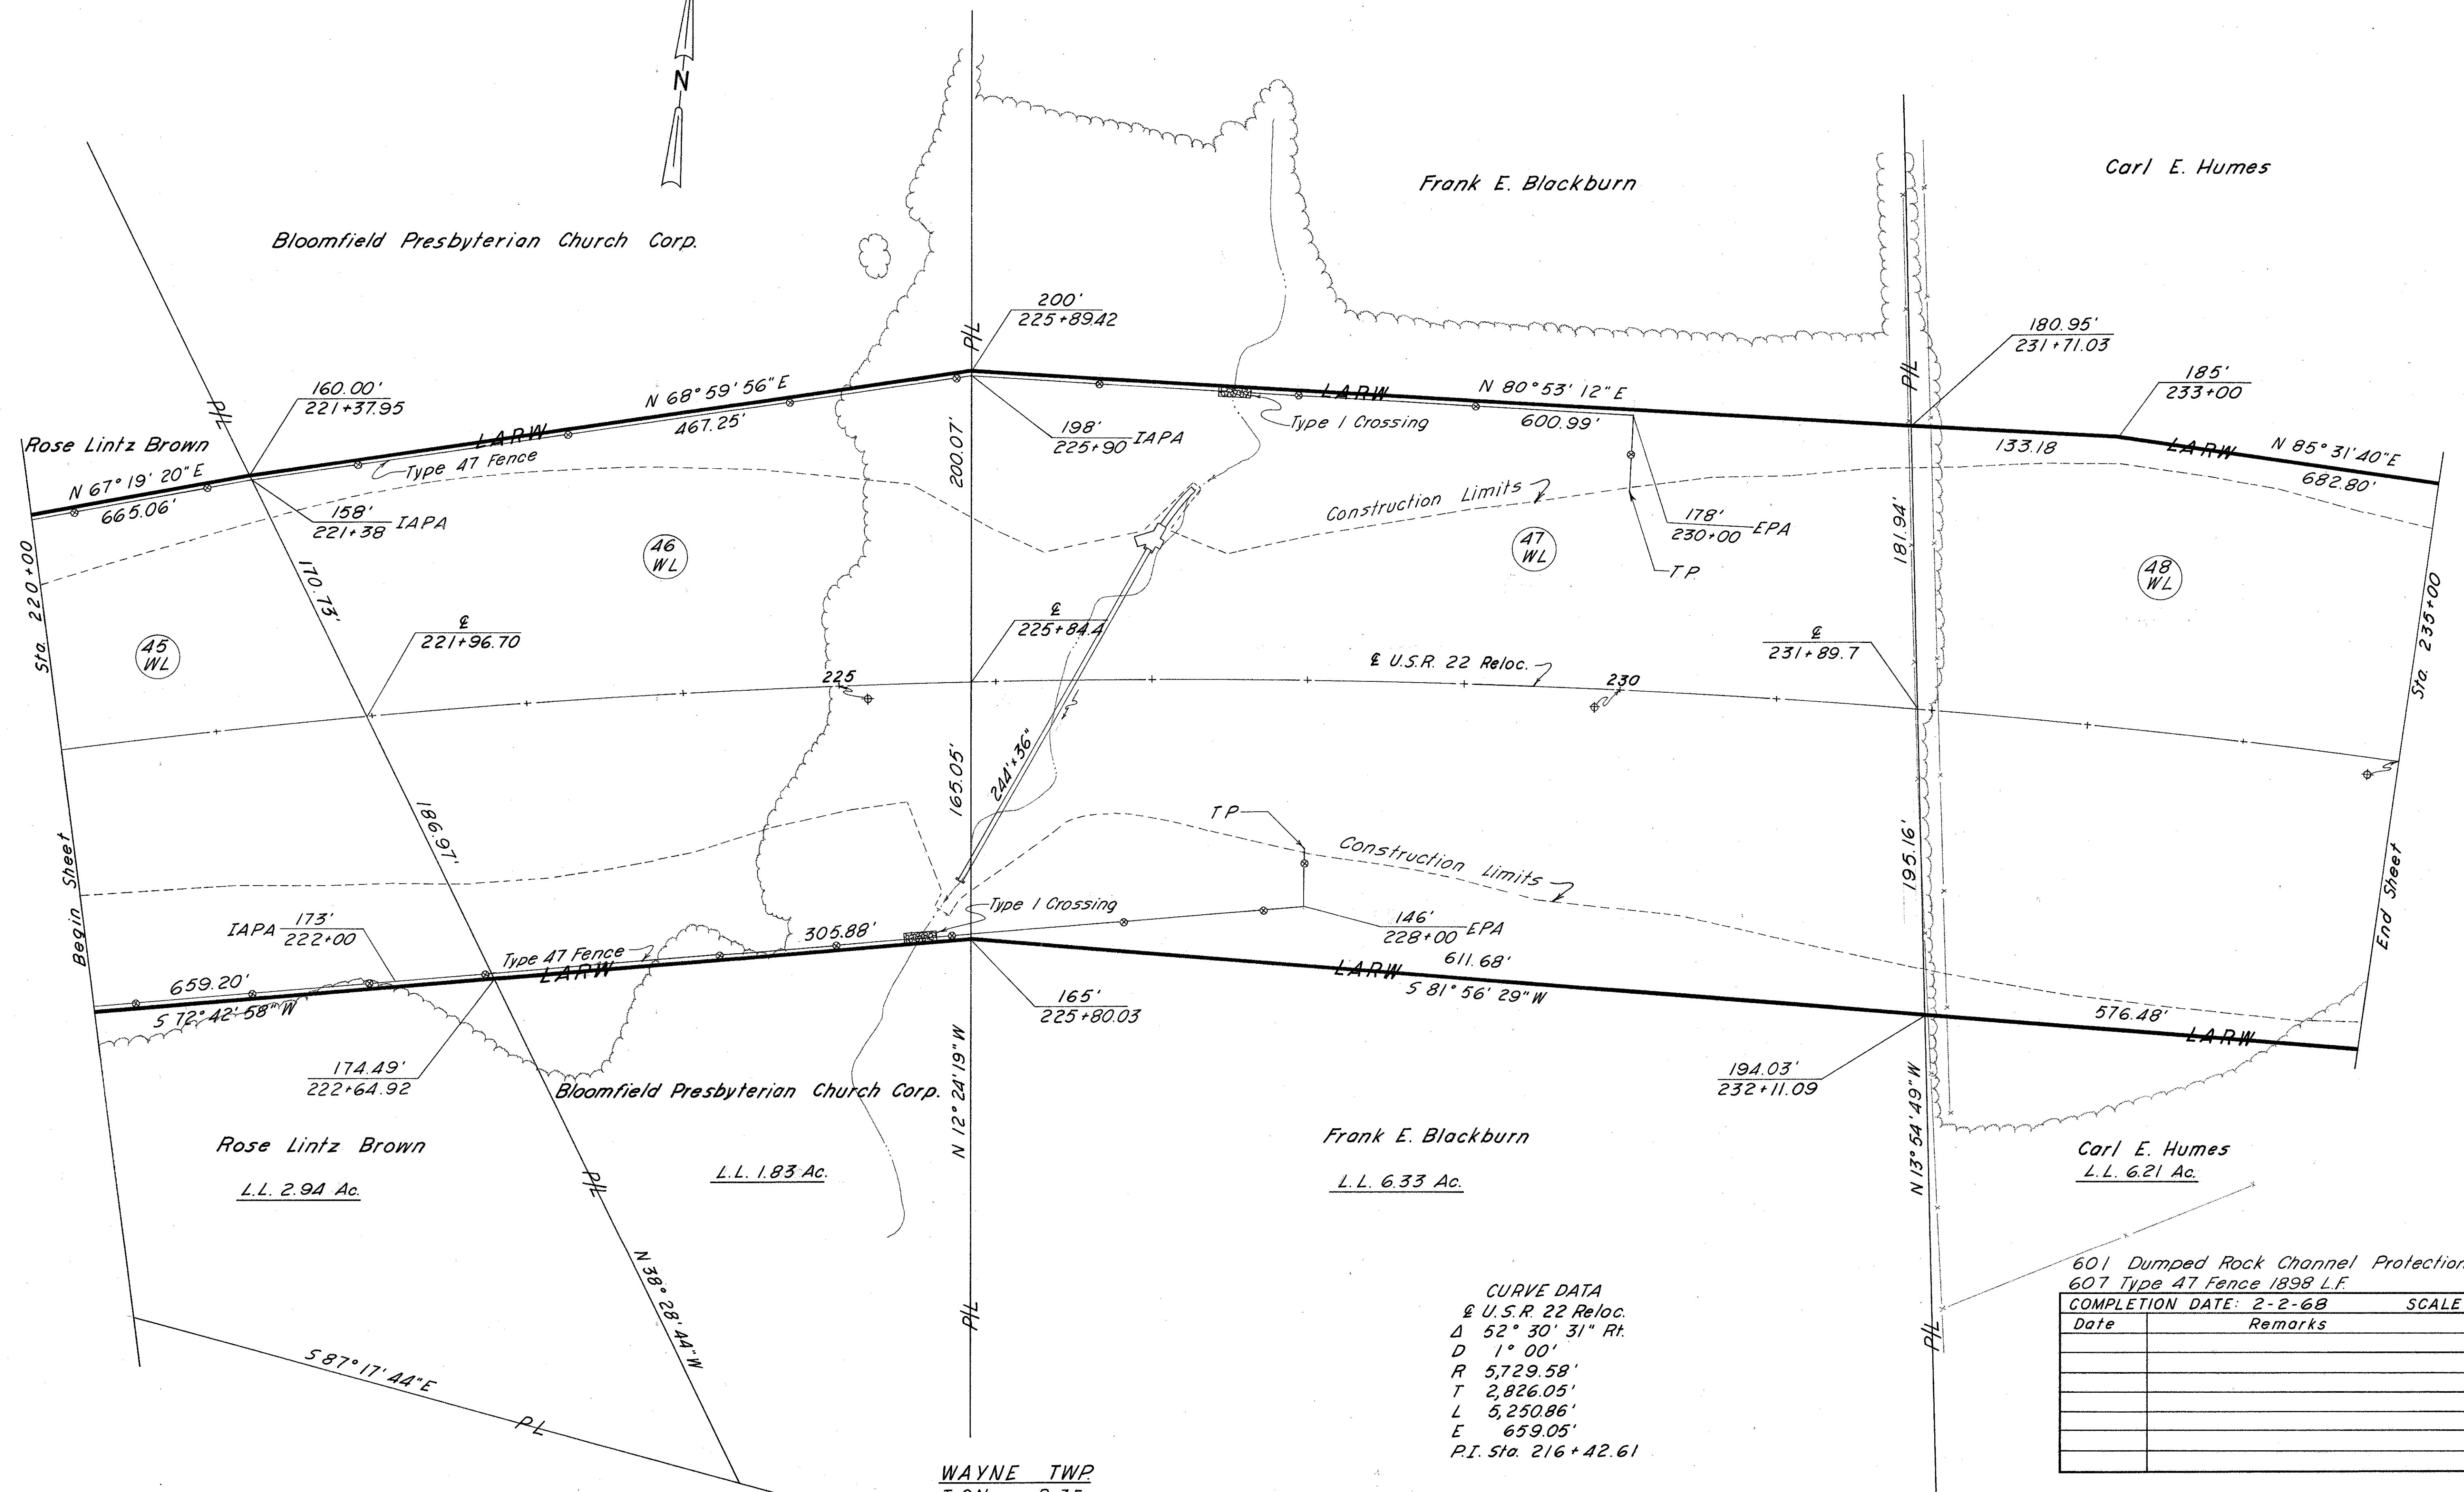 N
Carl E. Humes
Frank E. Blackburn
Bloomfield Presbyterian Church Corp.
200'
225+89.42
P/L
180.95'
231+71.03
P/L
185'
233+00
160.00'
221+37.95
N 68° 59' 56" E
467.25'
LARW
N 80° 53' 12" E
600.99'
LARW
Type 1 Crossing
198'
225+90 IAPA
133.18
LARW
N 85° 31' 40" E
682.80'
P/L
Rose Lintz Brown
N 67° 19' 20" E
665.06'
Type 47 Fence
158'
221+38 IAPA
200.07'
Construction Limits
178'
230+00 EPA
T P
181.94'
Sta. 220+00
170.73'
46
WL
47
WL
48
WL
Sta. 235+00
45
WL
℄
221+96.70
℄
225+84.4
℄ U.S.R. 22 Reloc.
℄
231+89.7
225
230
165.05'
244'x36"
186.97'
T P
Construction Limits
195.16'
Begin Sheet
End Sheet
IAPA 173'
222+00
Type 47 Fence
LARW
305.88'
Type 1 Crossing
146'
228+00 EPA
611.68'
LARW
S 81° 56' 29" W
659.20'
S 72° 42' 58" W
165'
225+80.03
576.48'
LARW
174.49'
222+64.92
194.03'
232+11.09
Bloomfield Presbyterian Church Corp.
N 12° 24' 19" W
N 13° 54' 49" W
Rose Lintz Brown
L.L. 2.94 Ac.
L.L. 1.83 Ac.
Frank E. Blackburn
L.L. 6.33 Ac.
Carl E. Humes
L.L. 6.21 Ac.
P/L
N 38° 28' 44" W
P/L
P/L
S 87° 17' 44" E
PL
CURVE DATA
℄ U.S.R. 22 Reloc.
Δ 52° 30' 31" Rt.
D 1° 00'
R 5,729.58'
T 2,826.05'
L 5,250.86'
E 659.05'
P.I. Sta. 216+42.61
601 Dumped Rock Channel Protection
607 Type 47 Fence 1898 L.F.
COMPLETION DATE: 2-2-68 SCALE
Date Remarks
WAYNE TWP.